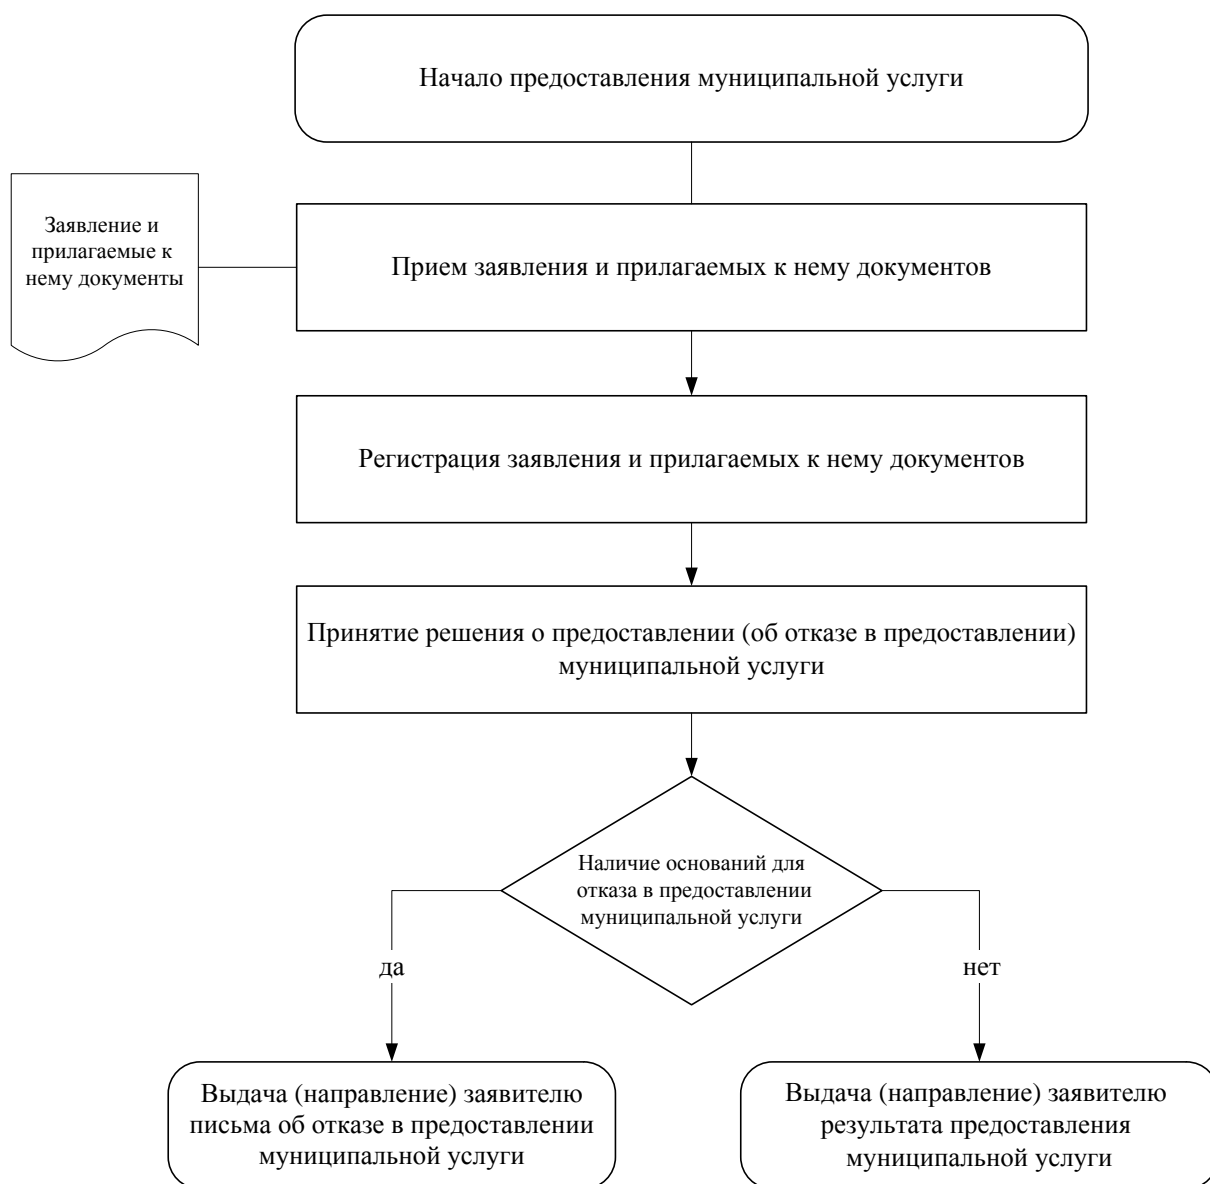 Начало предоставления муниципальной услуги
Заявление и
прилагаемые к
нему документы
Прием заявления и прилагаемых к нему документов
Регистрация заявления и прилагаемых к нему документов
Принятие решения о предоставлении (об отказе в предоставлении)
муниципальной услуги
Наличие оснований для
отказа в предоставлении
муниципальной услуги
да
нет
Выдача (направление) заявителю
письма об отказе в предоставлении
муниципальной услуги
Выдача (направление) заявителю
результата предоставления
муниципальной услуги